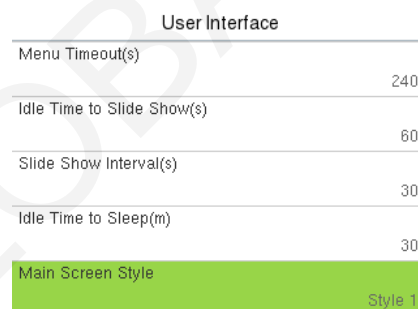 User Interface
Menu Timeout(s)
240
Idle Time to Slide Show(s)
60
Slide Show Interval(s)
30
Idle Time to Sleep(m)
30
Main Screen Style
Style 1